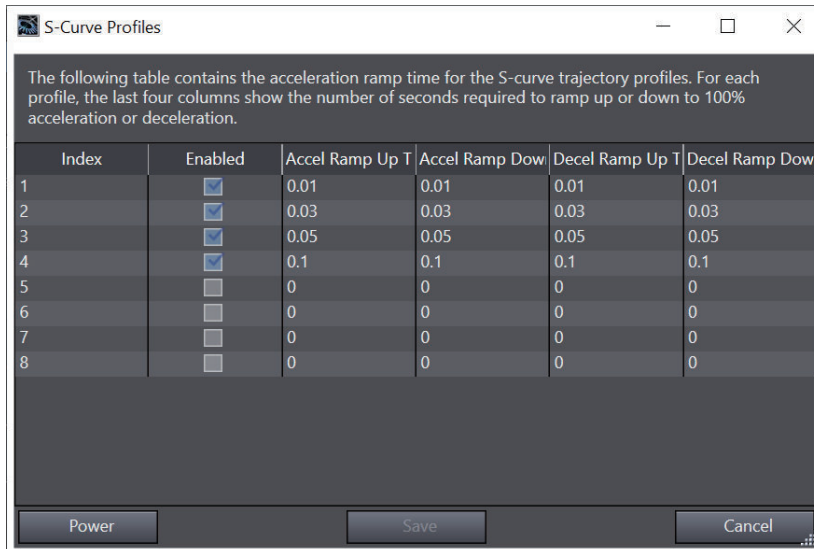 S-Curve Profiles
The following table contains the acceleration ramp time for the S-curve trajectory profiles. For each
profile, the last four columns show the number of seconds required to ramp up or down to 100%
acceleration or deceleration.
Index Enabled Accel Ramp Up T Accel Ramp Dow Decel Ramp Up T Decel Ramp Dow
1 0.01 0.01 0.01 0.01
2 0.03 0.03 0.03 0.03
3 0.05 0.05 0.05 0.05
4 0.1 0.1 0.1 0.1
5 0 0 0 0
6 0 0 0 0
7 0 0 0 0
8 0 0 0 0
Power Save Cancel